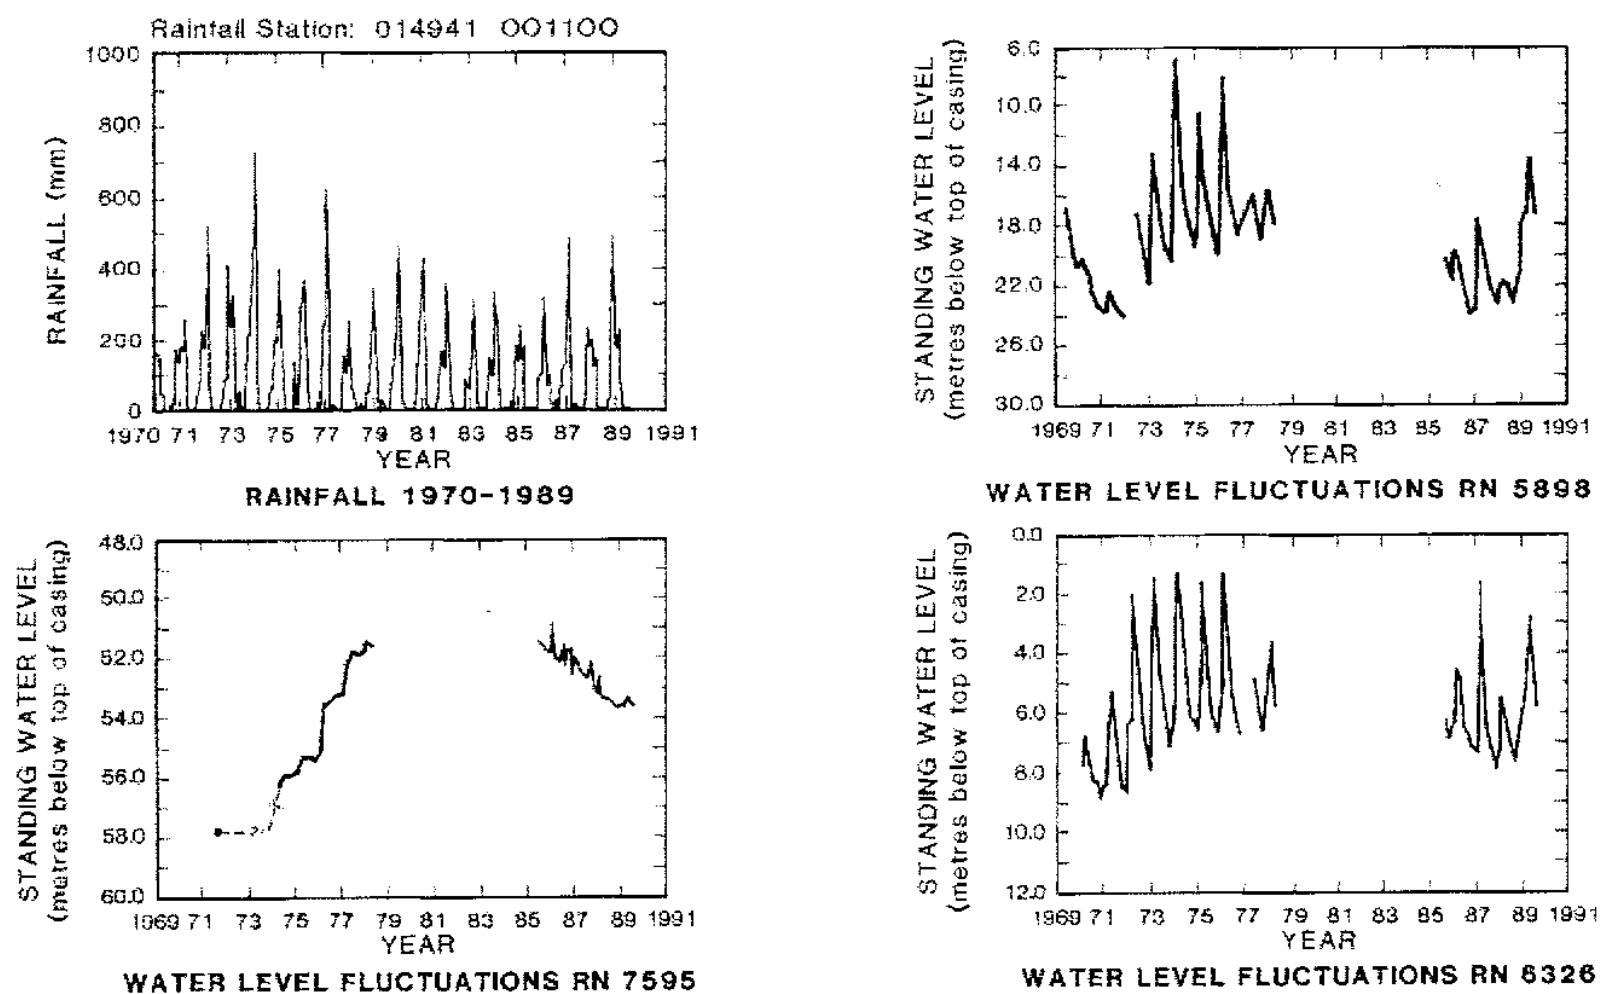 Rainfall Station: 014941 001100
1000
800
600
400
200
0
RAINFALL (mm)
1970 71 73 75 77 79 81 83 85 87 89 1991
YEAR
RAINFALL 1970-1989
STANDING WATER LEVEL
(metres below top of casing)
6.0
10.0
14.0
18.0
22.0
26.0
30.0
1969 71 73 75 77 79 81 83 85 87 89 1991
YEAR
WATER LEVEL FLUCTUATIONS RN 5898
STANDING WATER LEVEL
(metres below top of casing)
48.0
50.0
52.0
54.0
56.0
58.0
60.0
?
1969 71 73 75 77 79 81 83 85 87 89 1991
YEAR
WATER LEVEL FLUCTUATIONS RN 7595
STANDING WATER LEVEL
(metres below top of casing)
0.0
2.0
4.0
6.0
8.0
10.0
12.0
1969 71 73 75 77 79 81 83 85 87 89 1991
YEAR
WATER LEVEL FLUCTUATIONS RN 6326